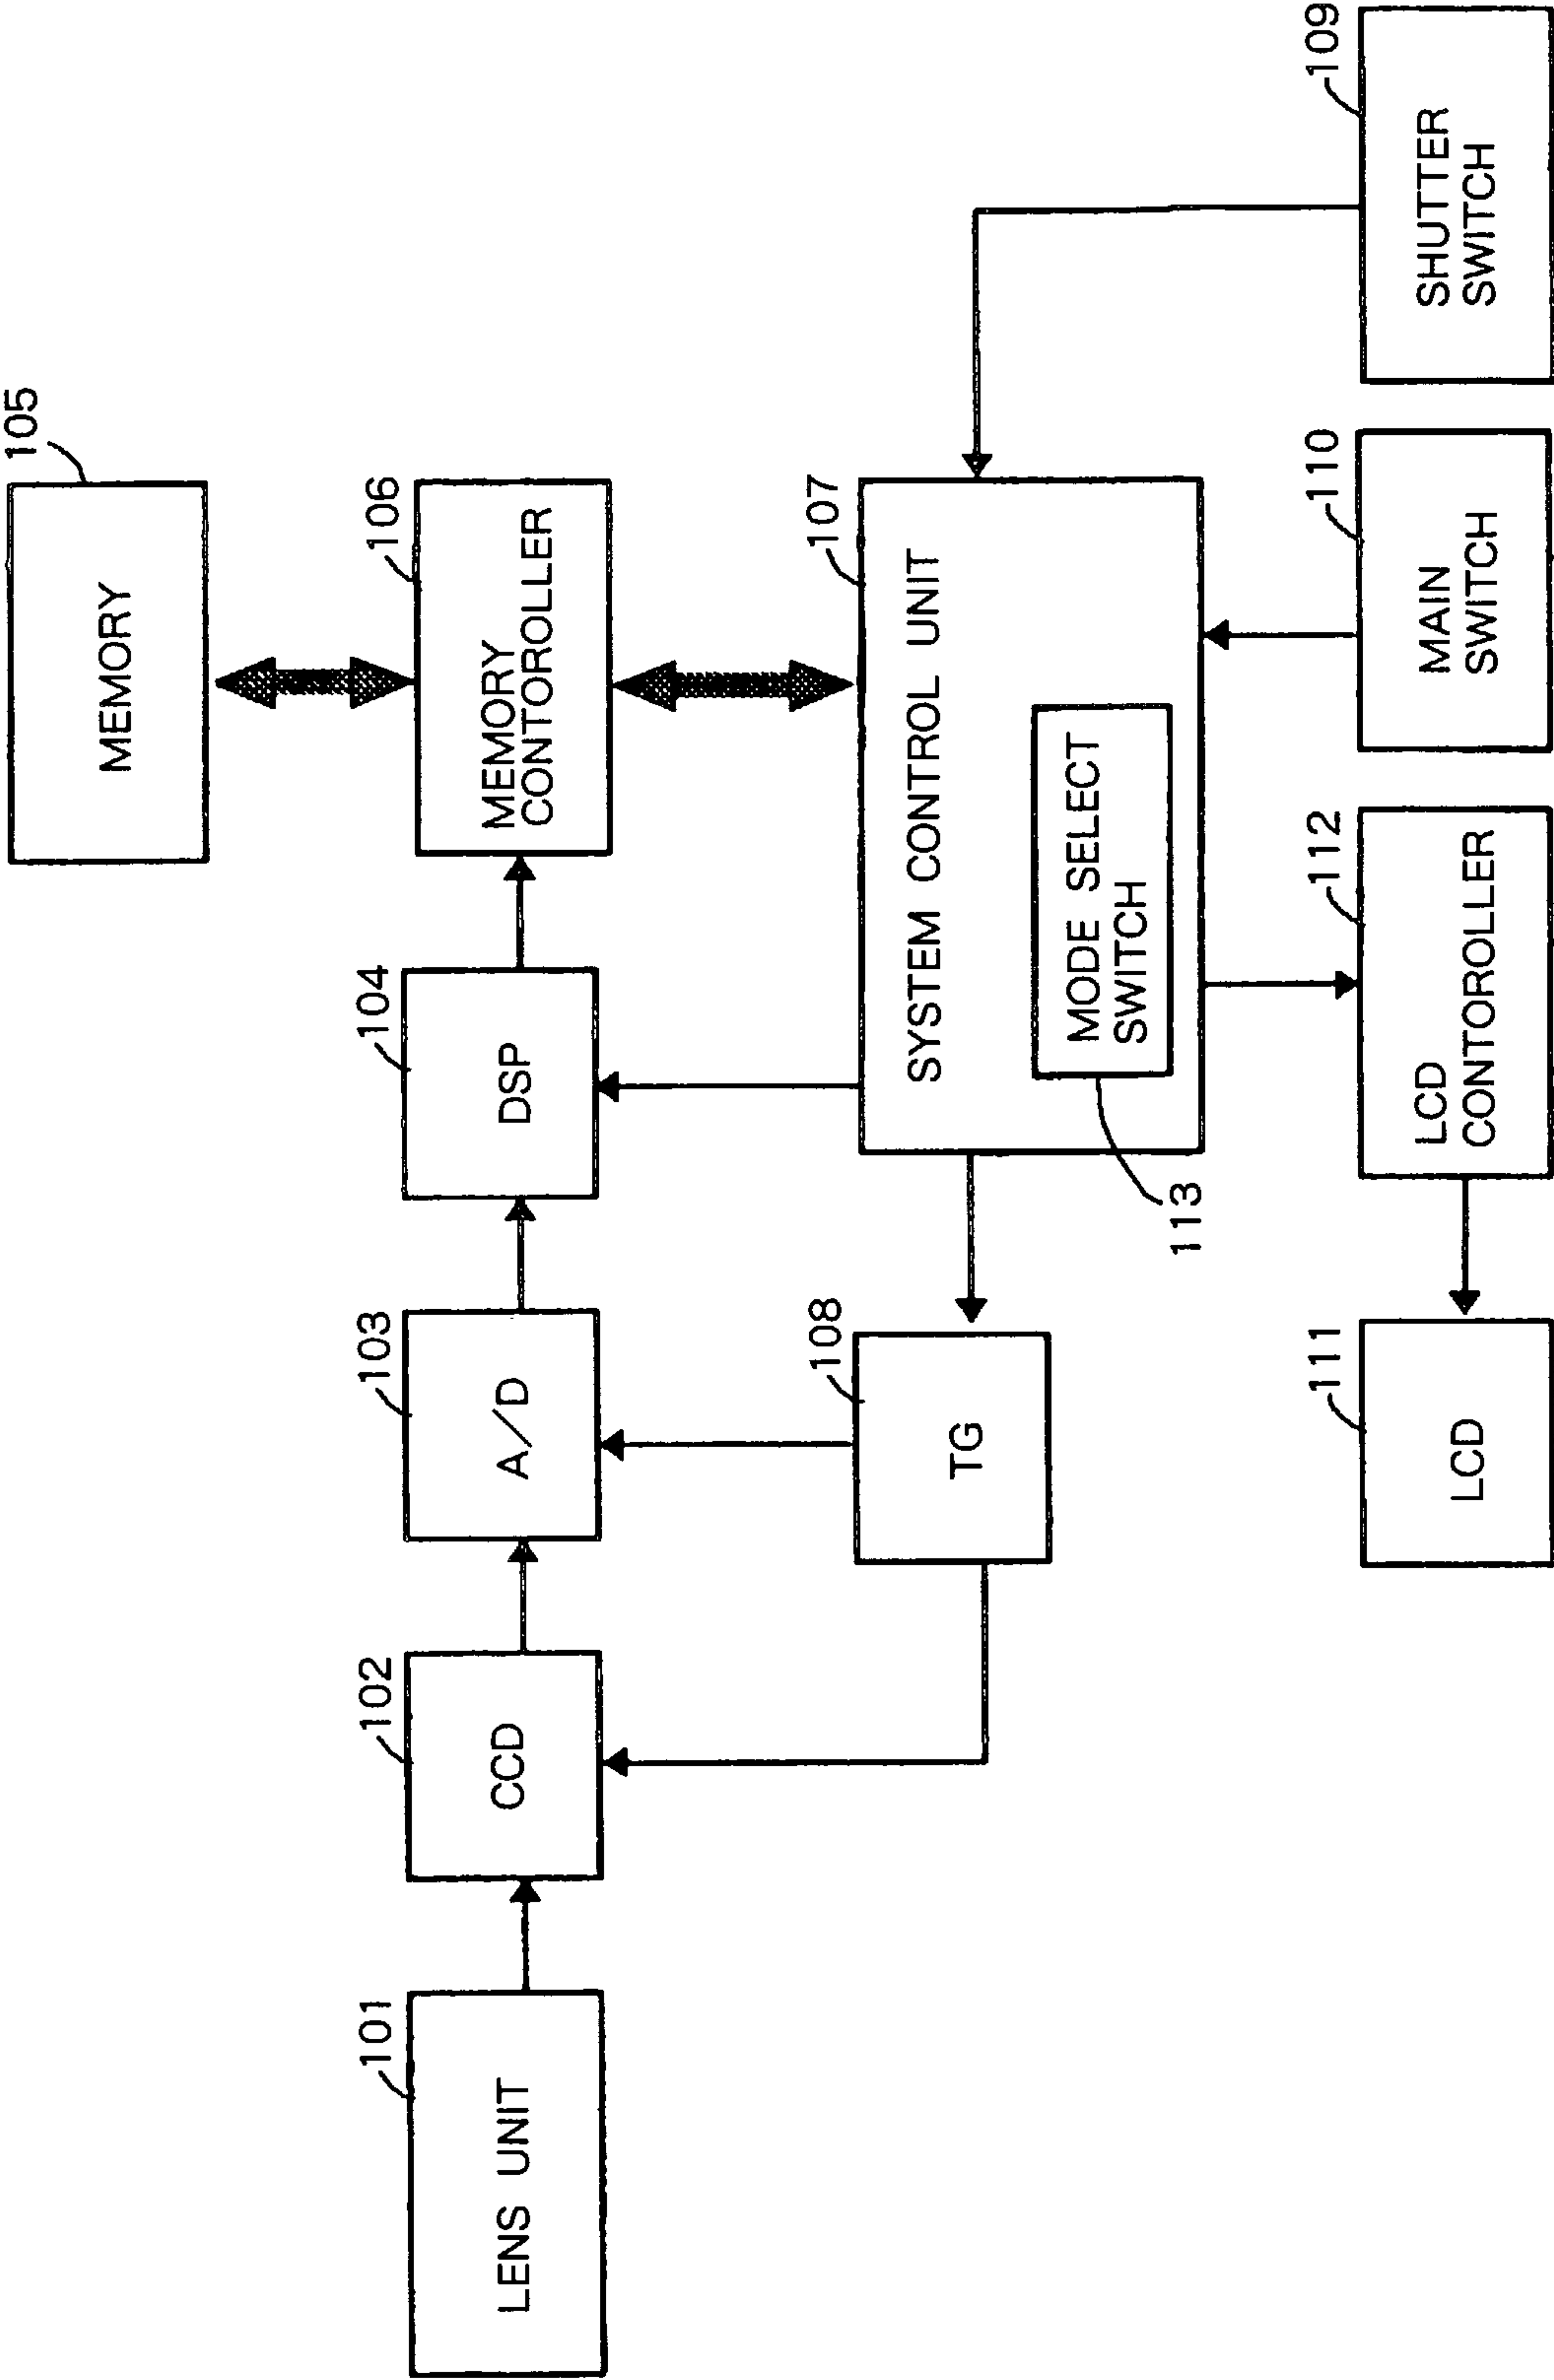 105
MEMORY
101
LENS UNIT
102
CCD
103
A/D
104
DSP
106
MEMORY
CONTOROLLER
108
TG
107
SYSTEM CONTROL UNIT
MODE SELECT
SWITCH
113
111
LCD
112
LCD
CONTOROLLER
110
MAIN
SWITCH
109
SHUTTER
SWITCH